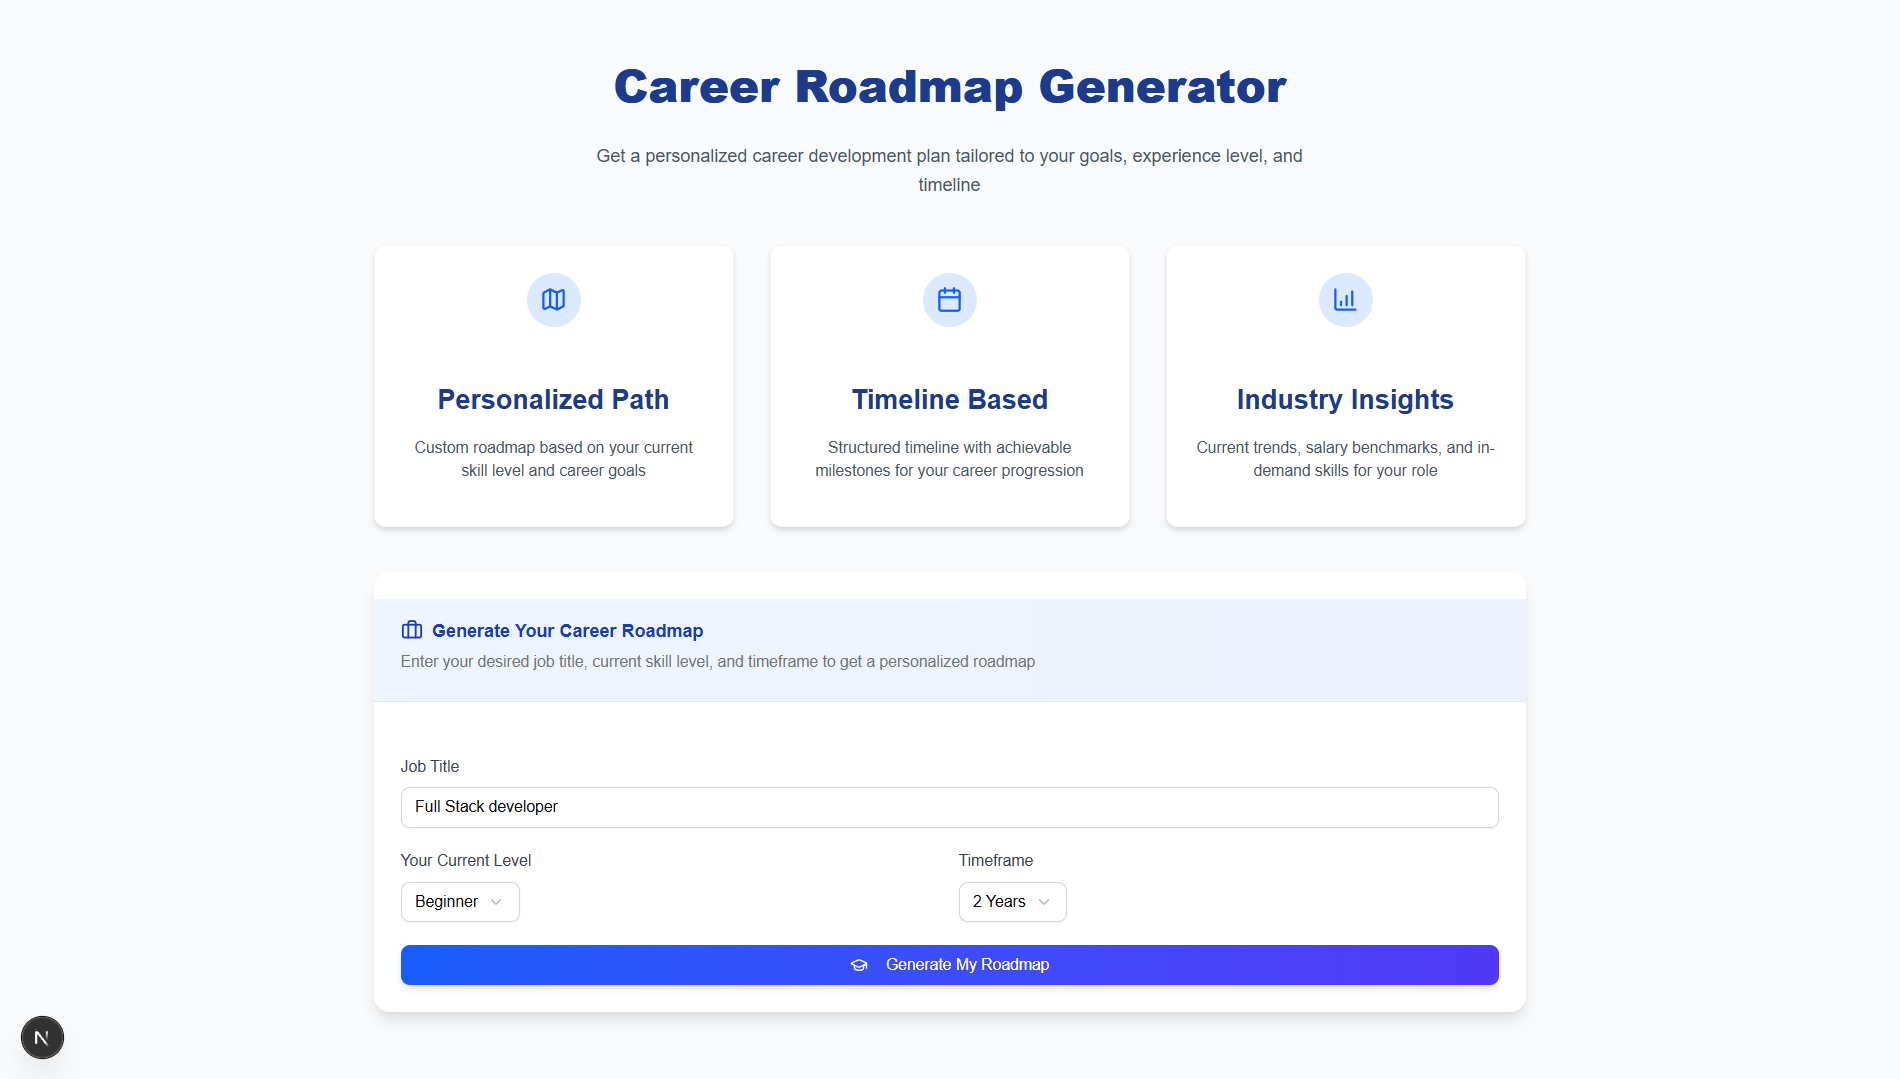 Career Roadmap Generator
Get a personalized career development plan tailored to your goals, experience level, and
timeline
Personalized Path
Custom roadmap based on your current
skill level and career goals
Timeline Based
Structured timeline with achievable
milestones for your career progression
Industry Insights
Current trends, salary benchmarks, and in-
demand skills for your role
Generate Your Career Roadmap
Enter your desired job title, current skill level, and timeframe to get a personalized roadmap
Job Title
Full Stack developer
Your Current Level
Timeframe
Beginner
2 Years
Generate My Roadmap
N